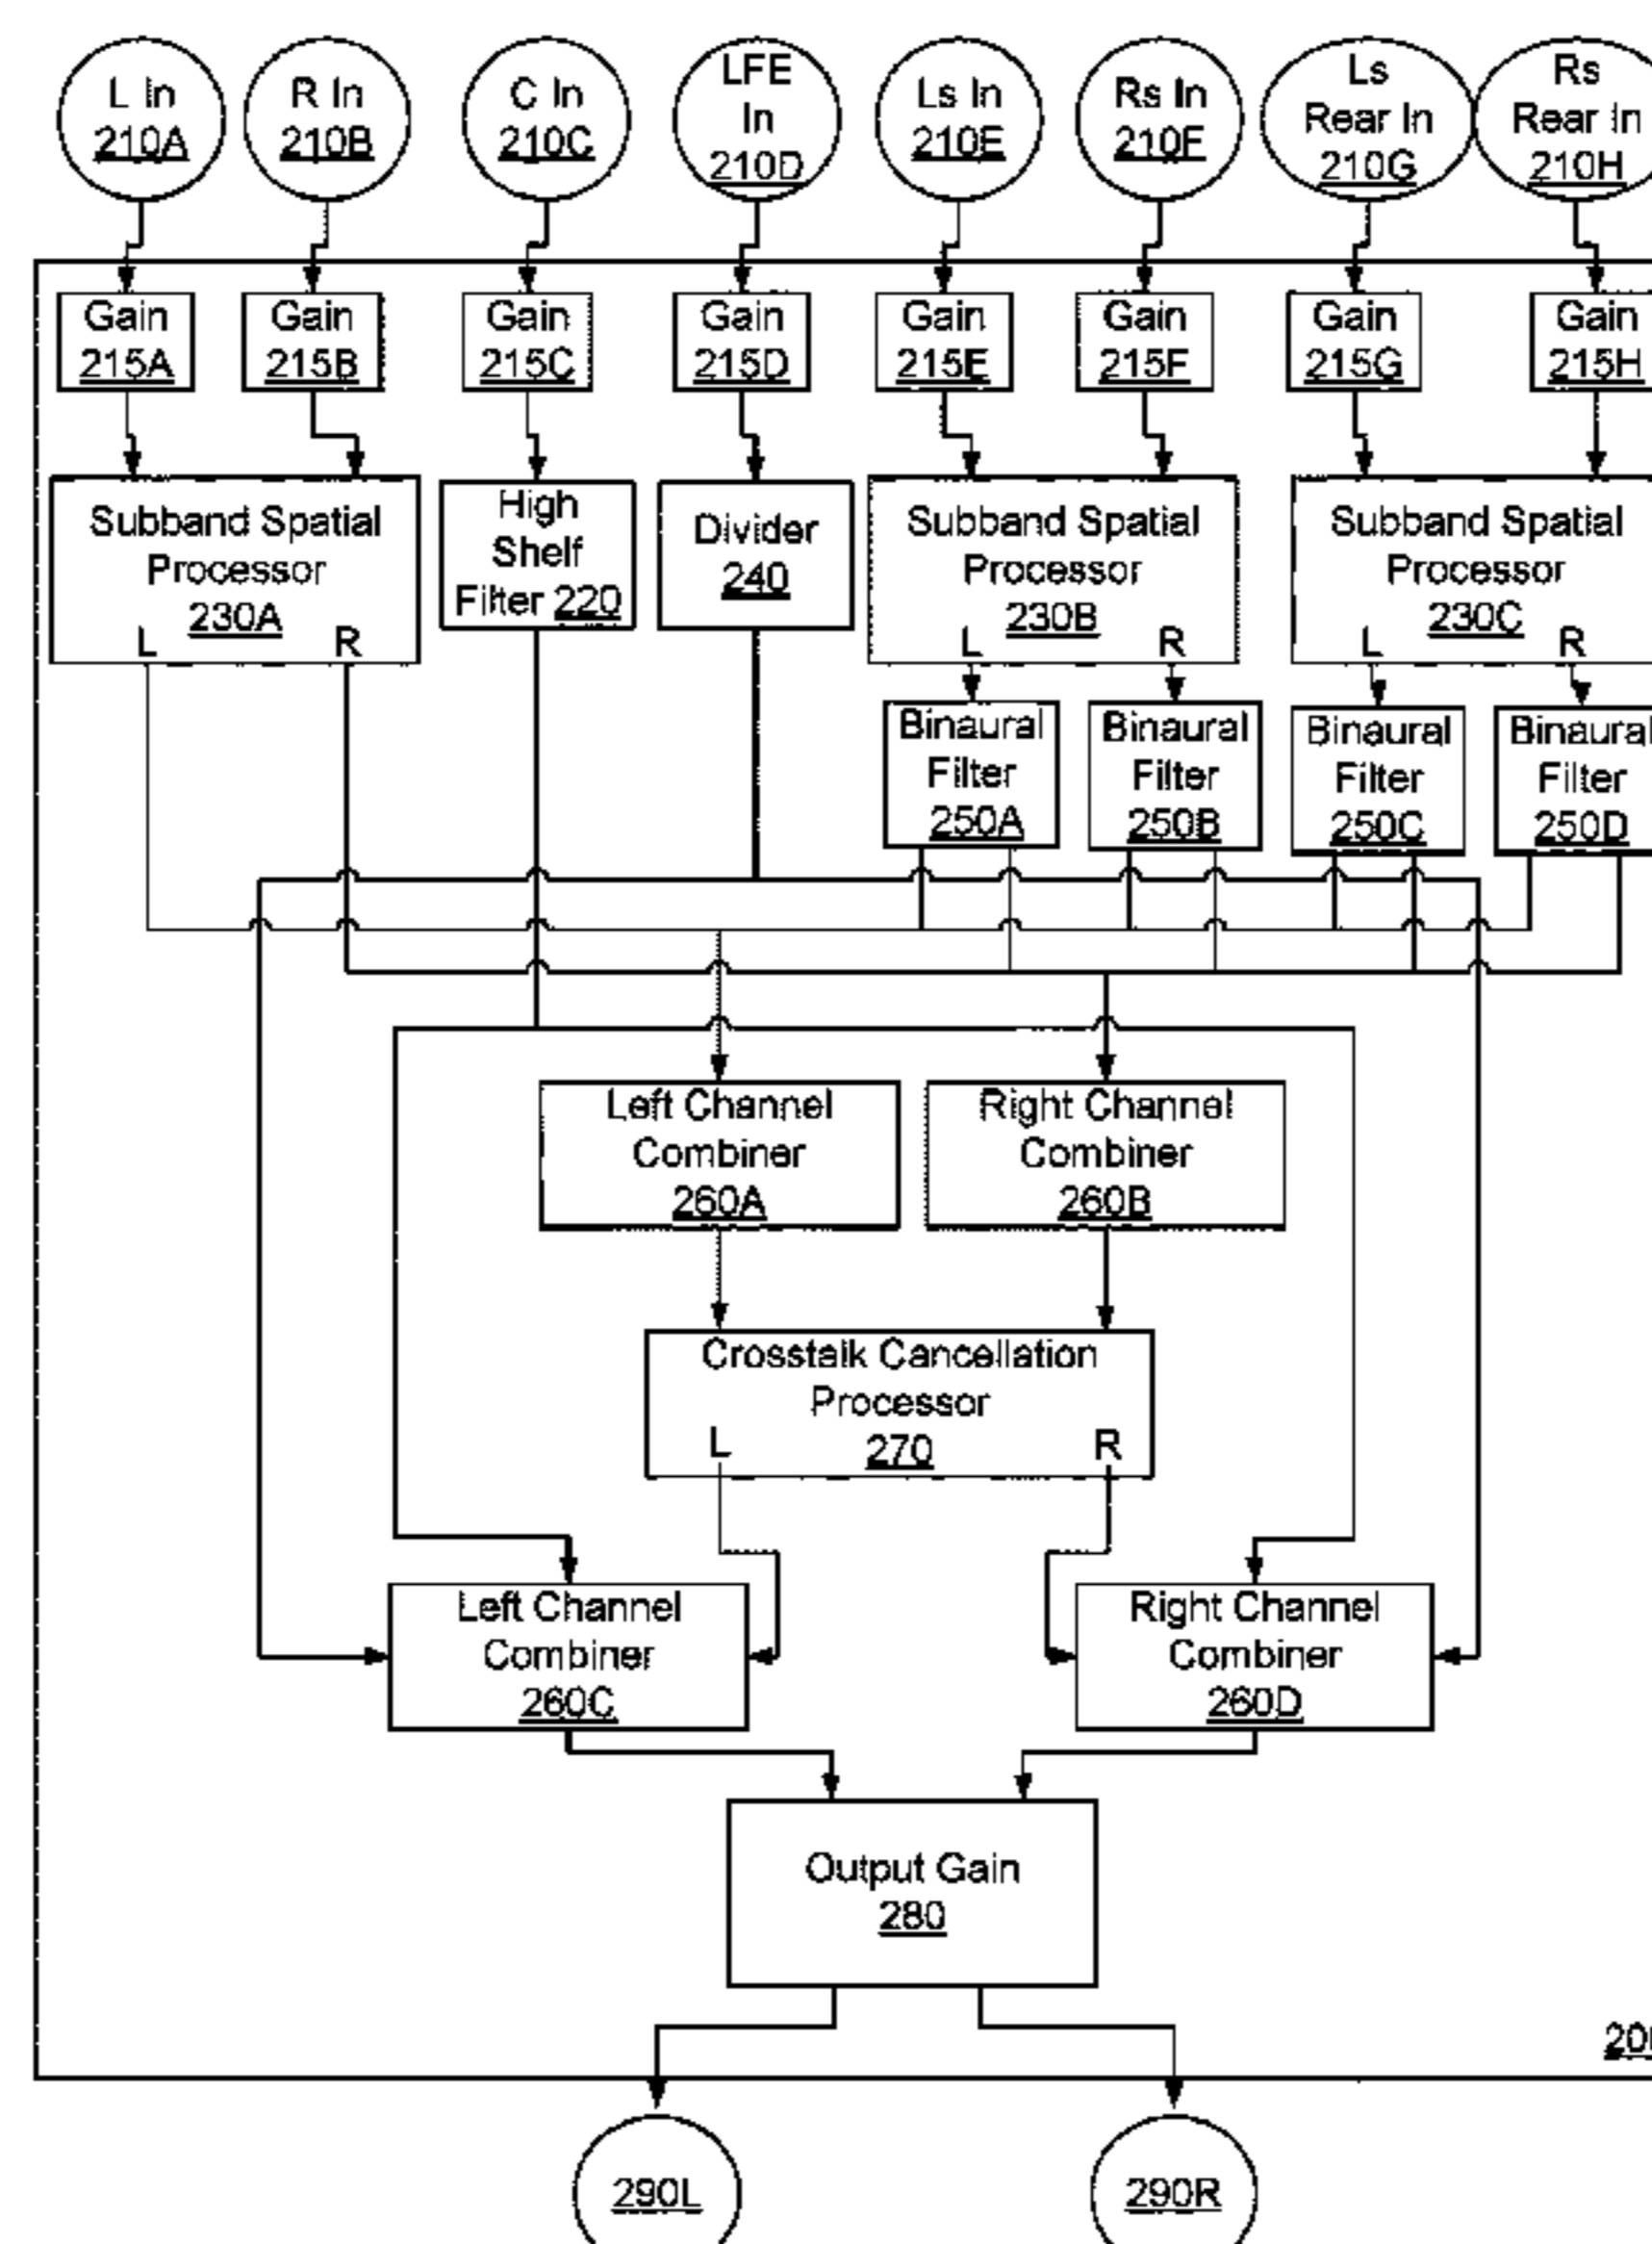 L In
210A
R In
210B
C In
210C
LFE
In
210D
Ls In
210E
Rs In
210F
Ls
Rear In
210G
Rs
Rear In
210H
Gain
215A
Gain
215B
Gain
215C
Gain
215D
Gain
215E
Gain
215F
Gain
215G
Gain
215H
Subband Spatial
Processor
230A
L R
High
Shelf
Filter 220
Divider
240
Subband Spatial
Processor
230B
L R
Subband Spatial
Processor
230C
L R
Binaural
Filter
250A
Binaural
Filter
250B
Binaural
Filter
250C
Binaural
Filter
250D
Left Channel
Combiner
260A
Right Channel
Combiner
260B
Crosstalk Cancellation
Processor
270
L R
Left Channel
Combiner
260C
Right Channel
Combiner
260D
Output Gain
280
290L
290R